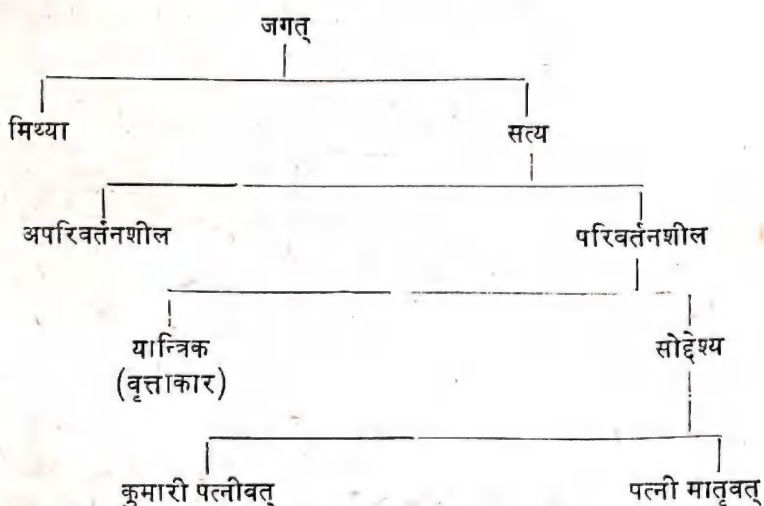 जगत्
मिथ्या सत्य
अपरिवर्तनशील परिवर्तनशील
यान्त्रिक सोद्देश्य
(वृत्ताकार)
कुमारी पत्नीवत् पत्नी मातृवत्